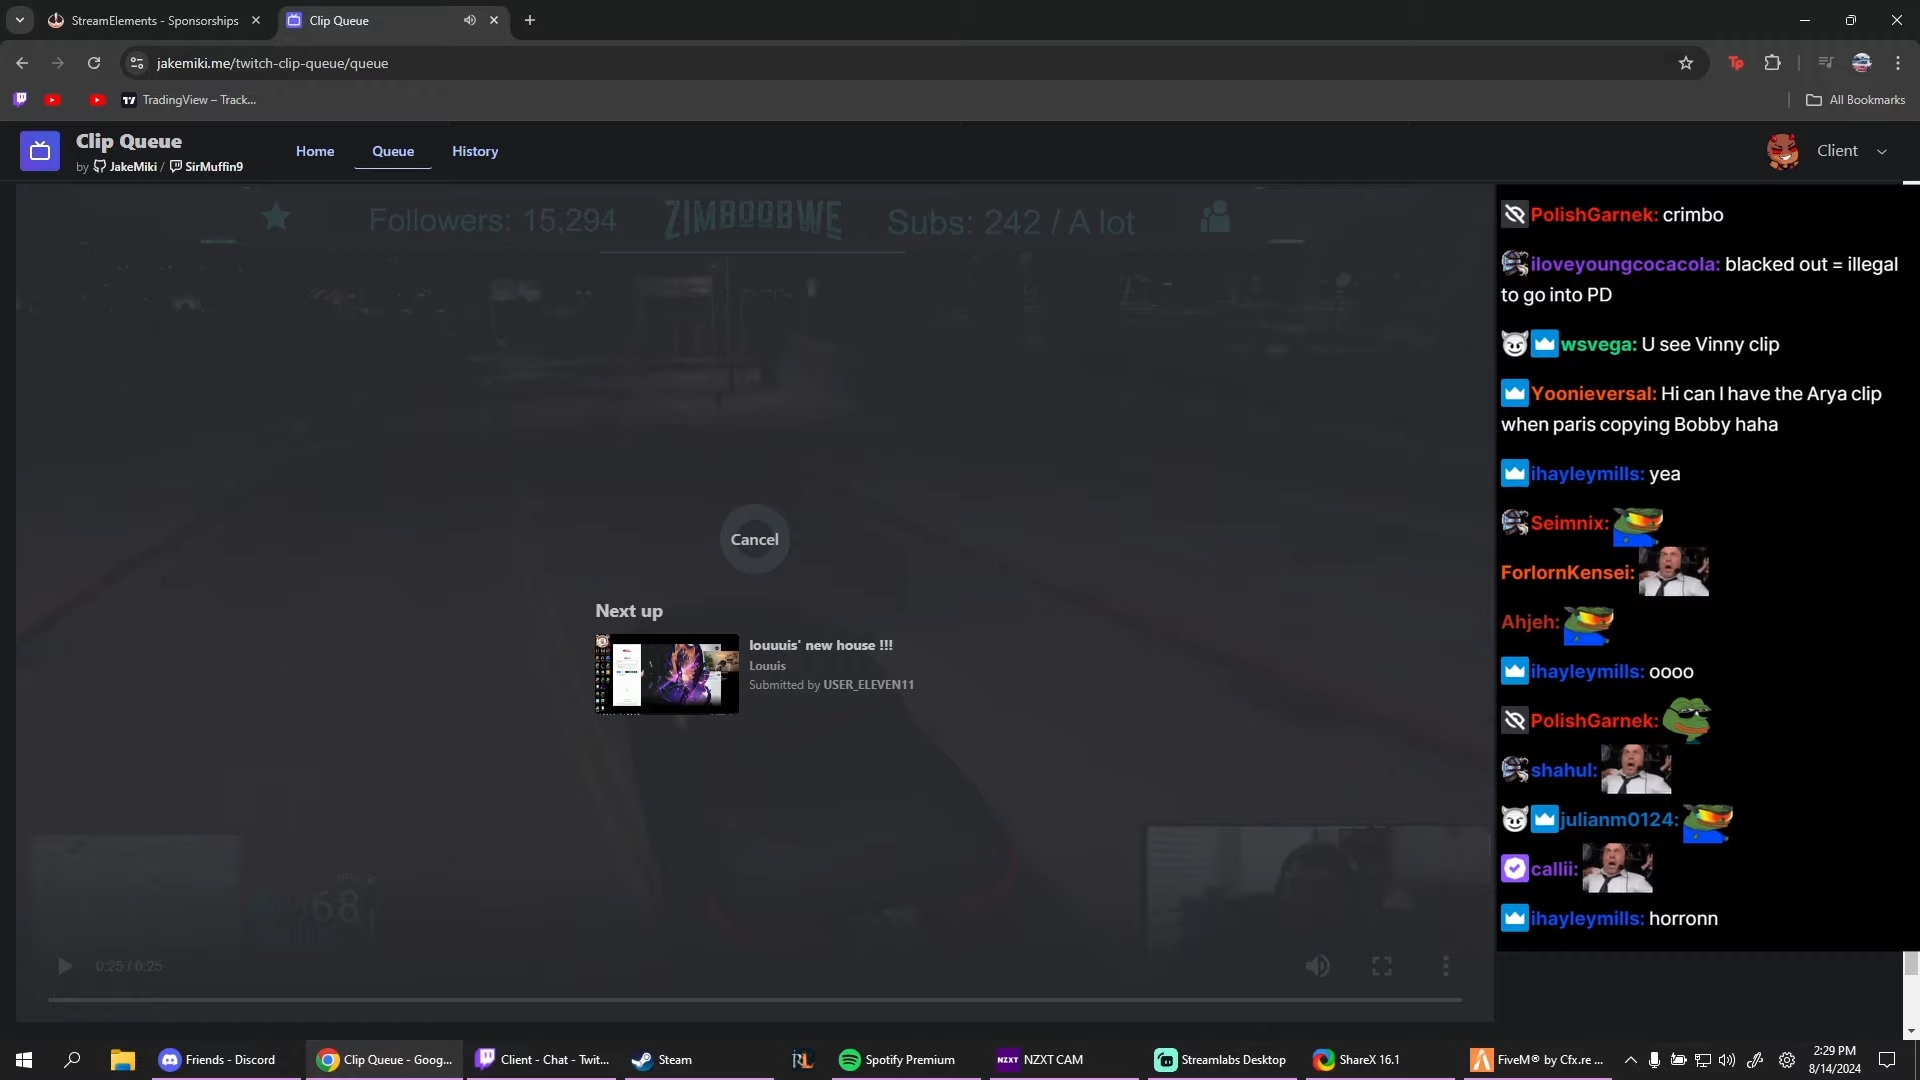 StreamElements - Sponsorships
Clip Queue
jakemiki.me/twitch-clip-queue/queue
TradingView – Track...
All Bookmarks
Clip Queue
by JakeMiki / SirMuffin9
Home
Queue
History
Client
Followers: 15,294
ZIMBOOBWE
Subs: 242 / A lot
Cancel
Next up
louuuis' new house !!!
Louuis
Submitted by USER_ELEVEN11
68
0:25 / 0:25
PolishGarnek: crimbo
iloveyoungcocacola: blacked out = illegal
to go into PD
wsvega: U see Vinny clip
Yoonieversal: Hi can I have the Arya clip
when paris copying Bobby haha
ihayleymills: yea
Seimnix:
ForlornKensei:
Ahjeh:
ihayleymills: oooo
PolishGarnek:
shahul:
julianm0124:
callii:
ihayleymills: horronn
Friends - Discord
Clip Queue - Goog...
Client - Chat - Twit...
Steam
Spotify Premium
NZXT CAM
Streamlabs Desktop
ShareX 16.1
FiveM® by Cfx.re ...
2:29 PM
8/14/2024